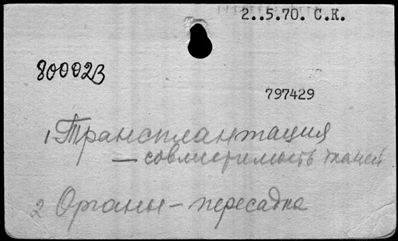 2..5.70. С.К.
800023
797429
1 Трансплантация
— совместимость тканей
2 Органы – пересадка